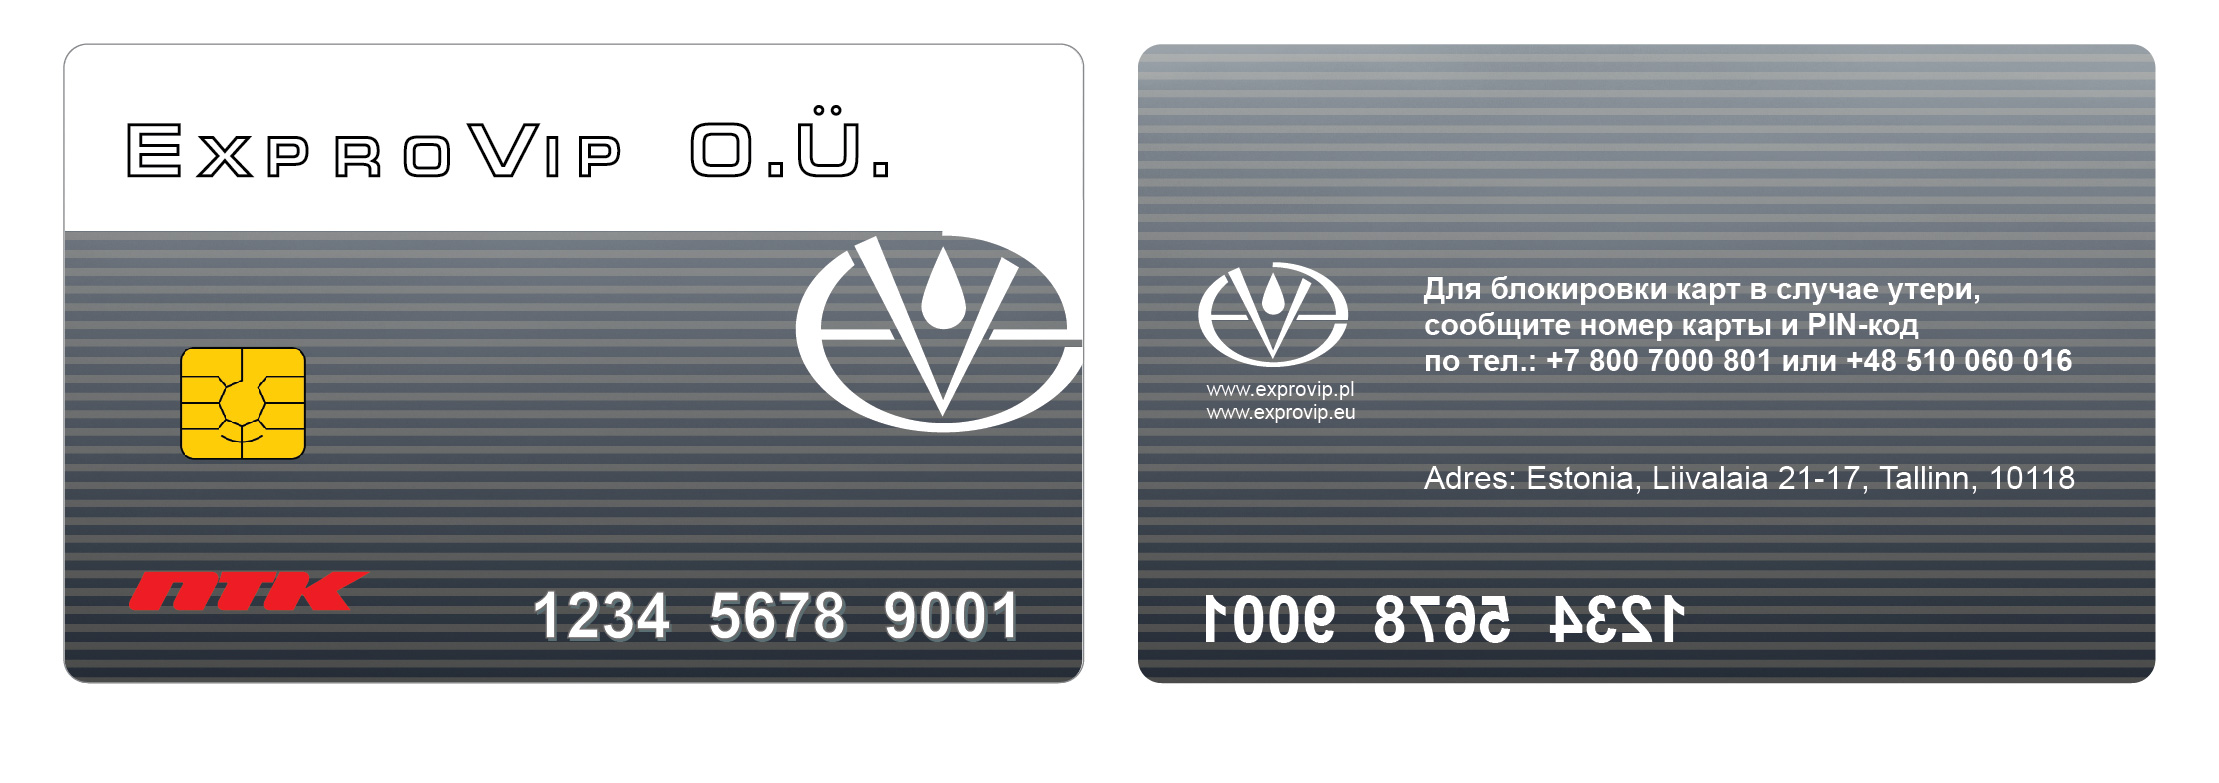 ExproVip O.Ü.
ПТК
1234 5678 9001
Для блокировки карт в случае утери,
сообщите номер карты и PIN-код
по тел.: +7 800 7000 801 или +48 510 060 016
www.exprovip.pl
www.exprovip.eu
Adres: Estonia, Liivalaia 21-17, Tallinn, 10118
1234 5678 9001